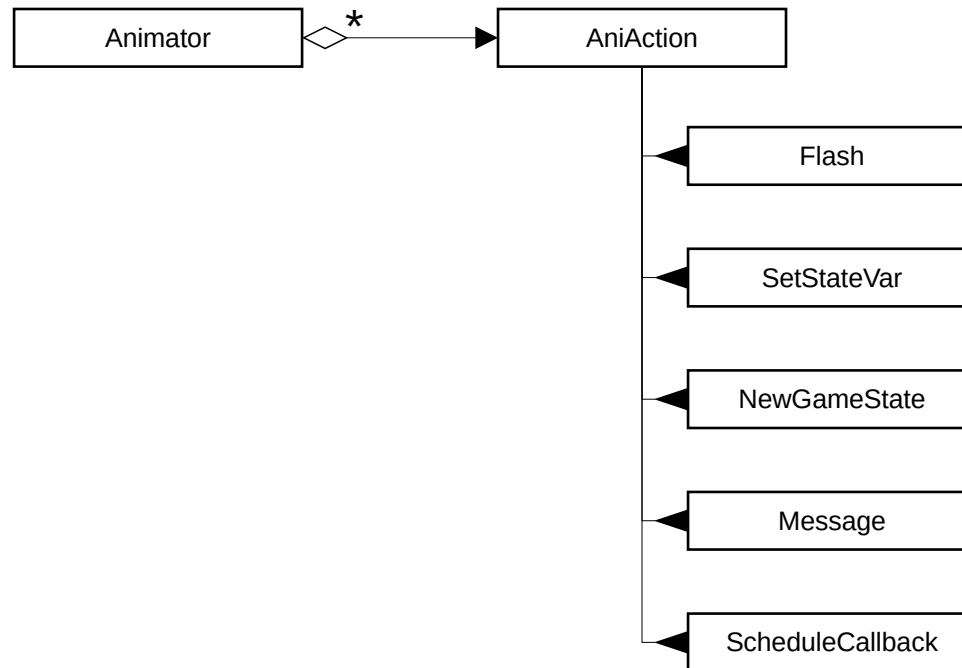 Animator
*
AniAction
Flash
SetStateVar
NewGameState
Message
ScheduleCallback